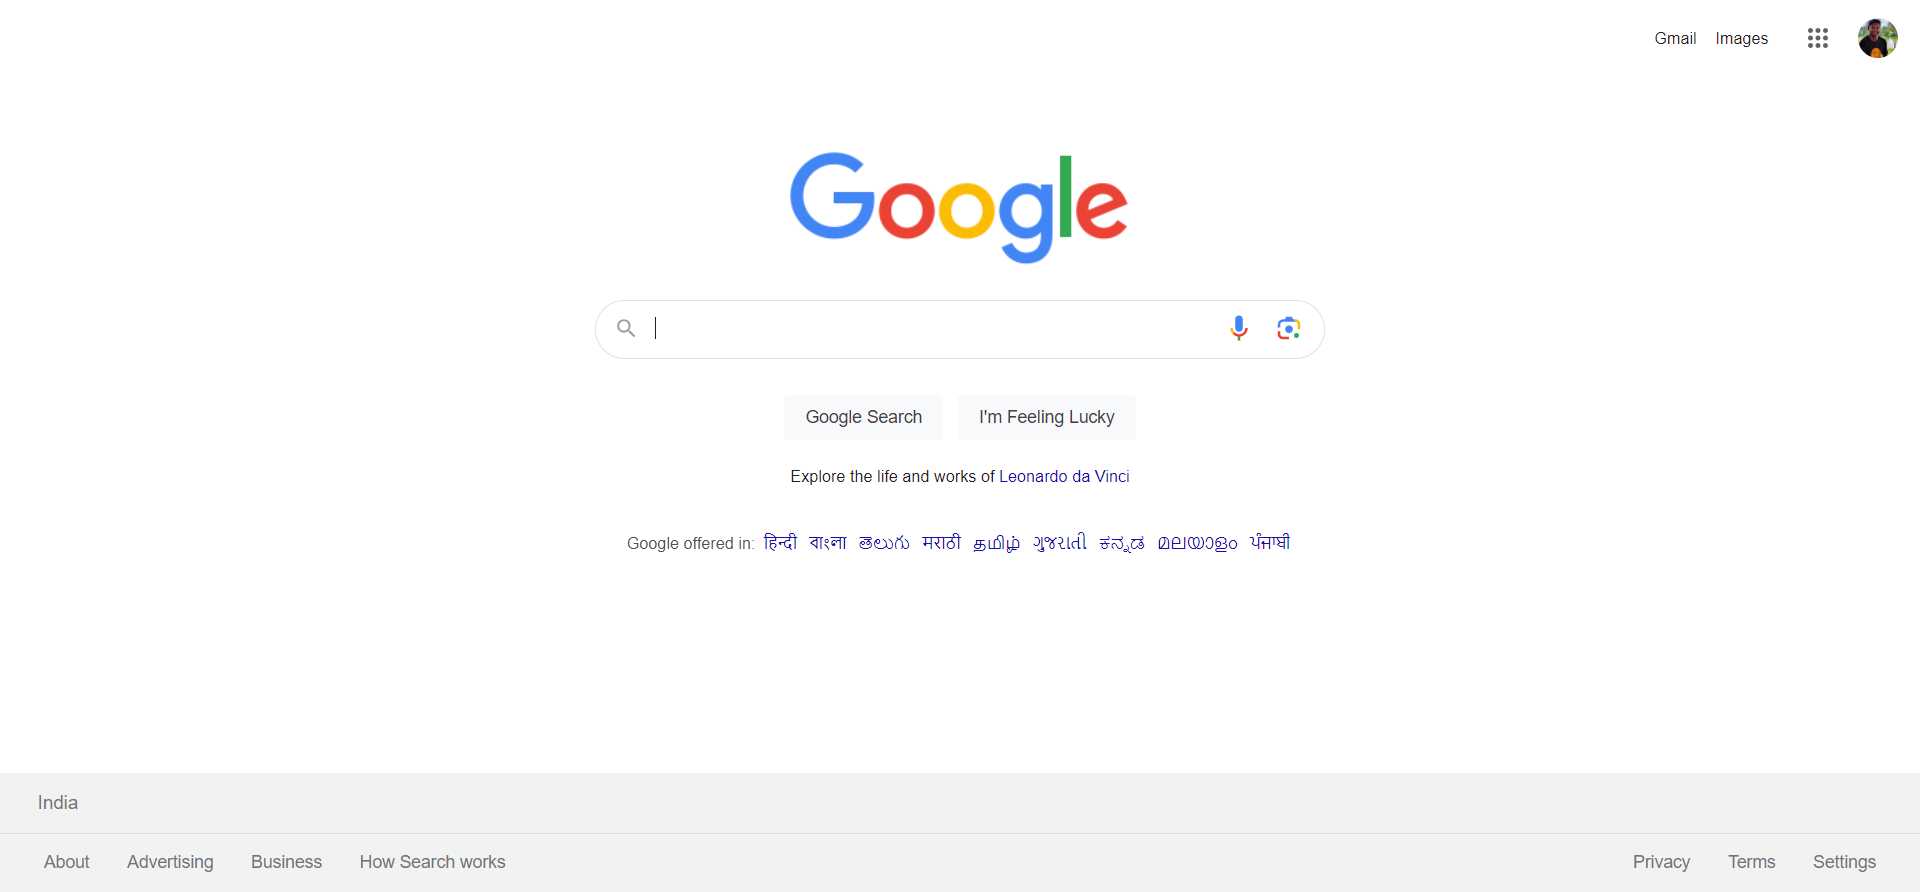 Gmail Images
Google
Google Search I'm Feeling Lucky
Explore the life and works of Leonardo da Vinci
Google offered in: हिन्दी বাংলা తెలుగు मराठी தமிழ் ગુજરાતી ಕನ್ನಡ മലയാളം ਪੰਜਾਬੀ
India
About Advertising Business How Search works Privacy Terms Settings